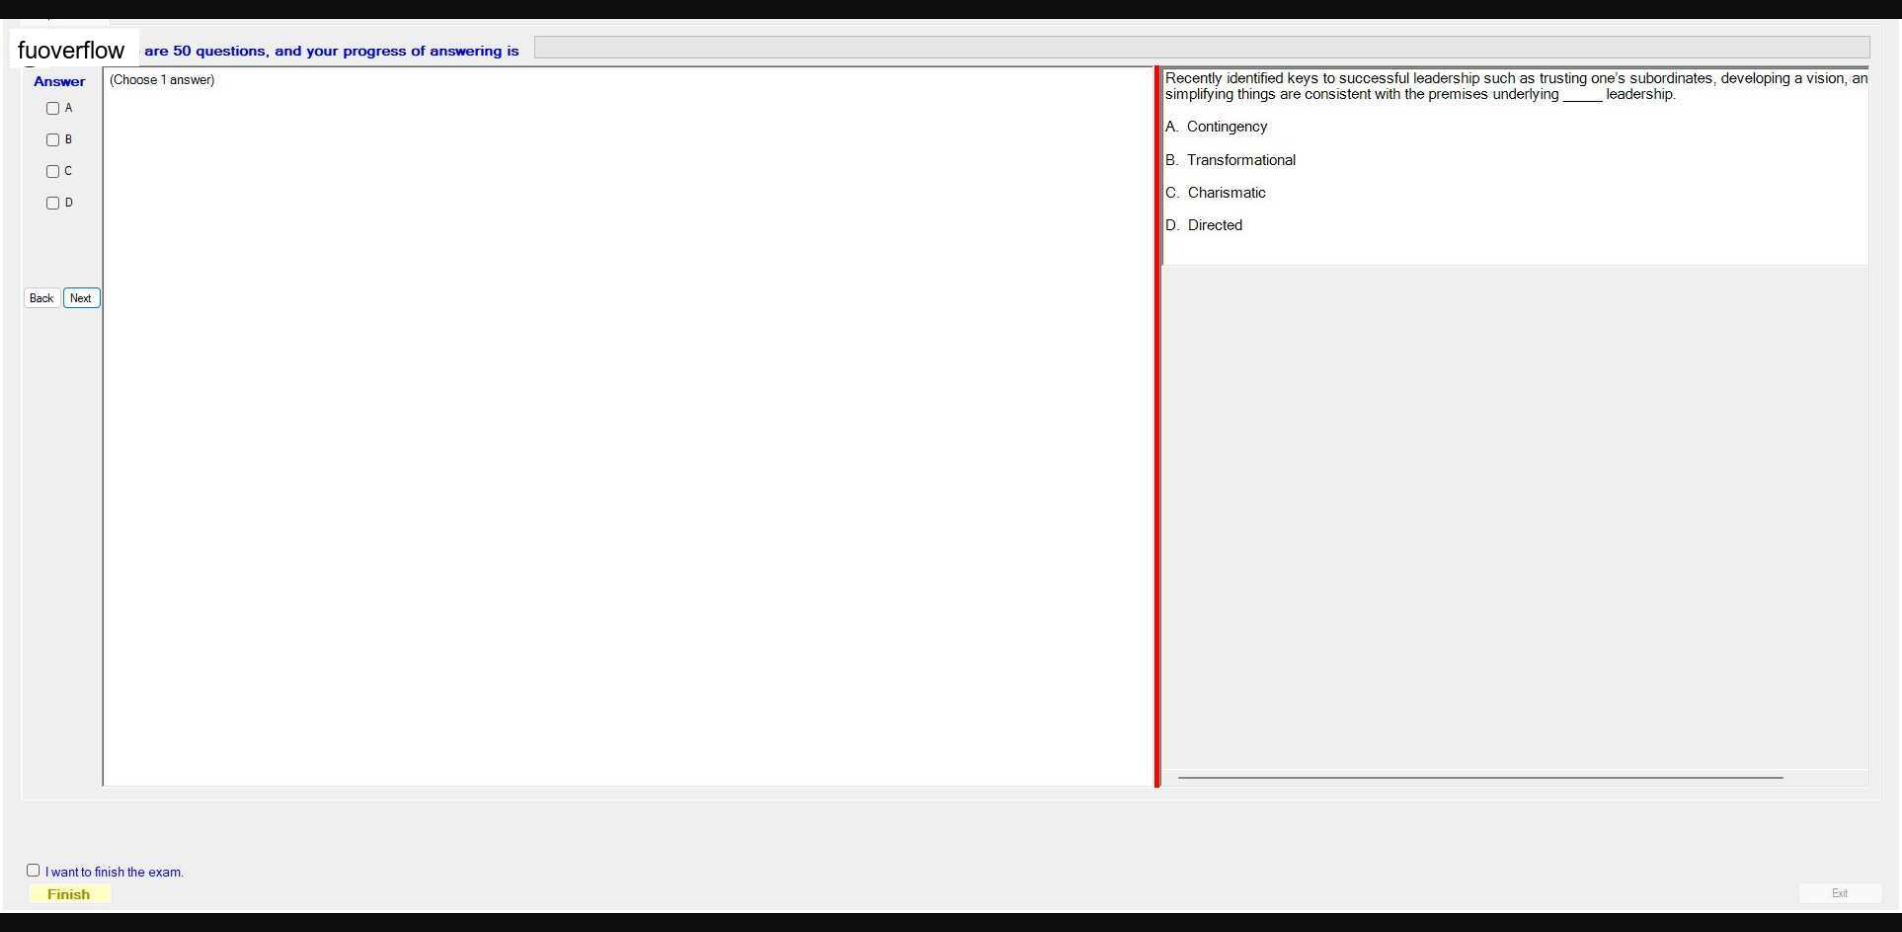 fuoverflow are 50 questions, and your progress of answering is
Answer
(Choose 1 answer)
A
B
C
D
Back Next
Recently identified keys to successful leadership such as trusting one's subordinates, developing a vision, an
simplifying things are consistent with the premises underlying _____ leadership.
A. Contingency
B. Transformational
C. Charismatic
D. Directed
I want to finish the exam.
Finish
Exit